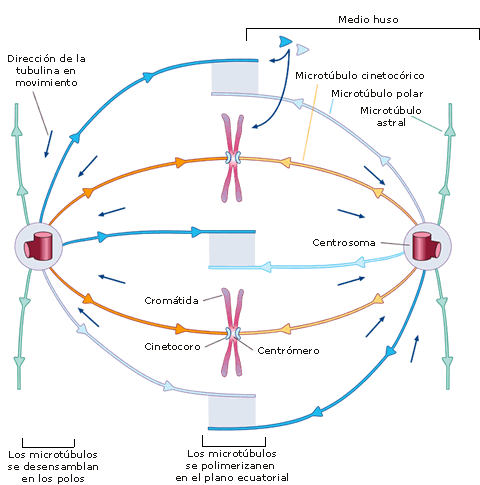 Medio huso
Dirección de la
tubulina en
movimiento
Microtúbulo cinetocórico
Microtúbulo polar
Microtúbulo
astral
Centrosoma
Cromátida
Cinetocoro
Centrómero
Los microtúbulos
se desensamblan
en los polos
Los microtúbulos
se polimerizanen
en el plano ecuatorial